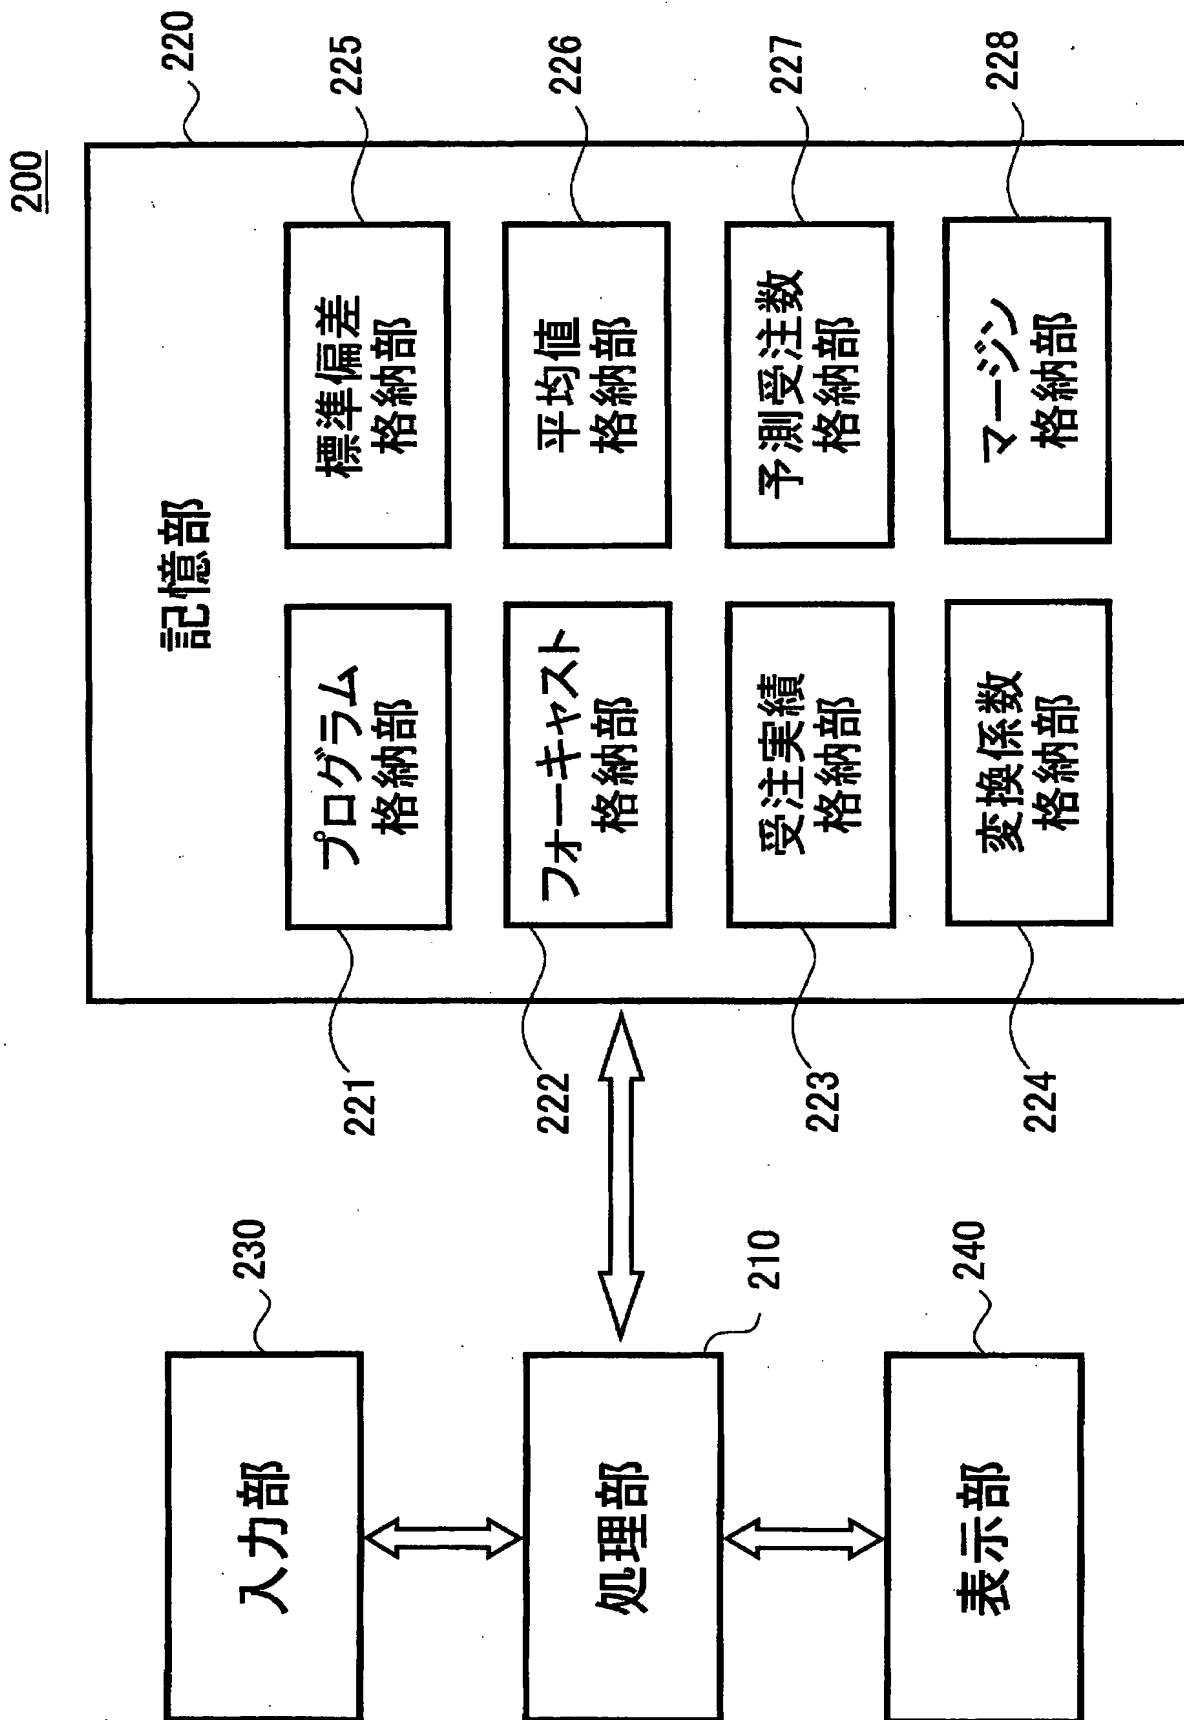 200
220
記憶部
プログラム
格納部
221
標準偏差
格納部
225
フォーキャスト
格納部
222
平均値
格納部
226
受注実績
格納部
223
予測受注数
格納部
227
変換係数
格納部
224
マージン
格納部
228
入力部
230
処理部
210
表示部
240